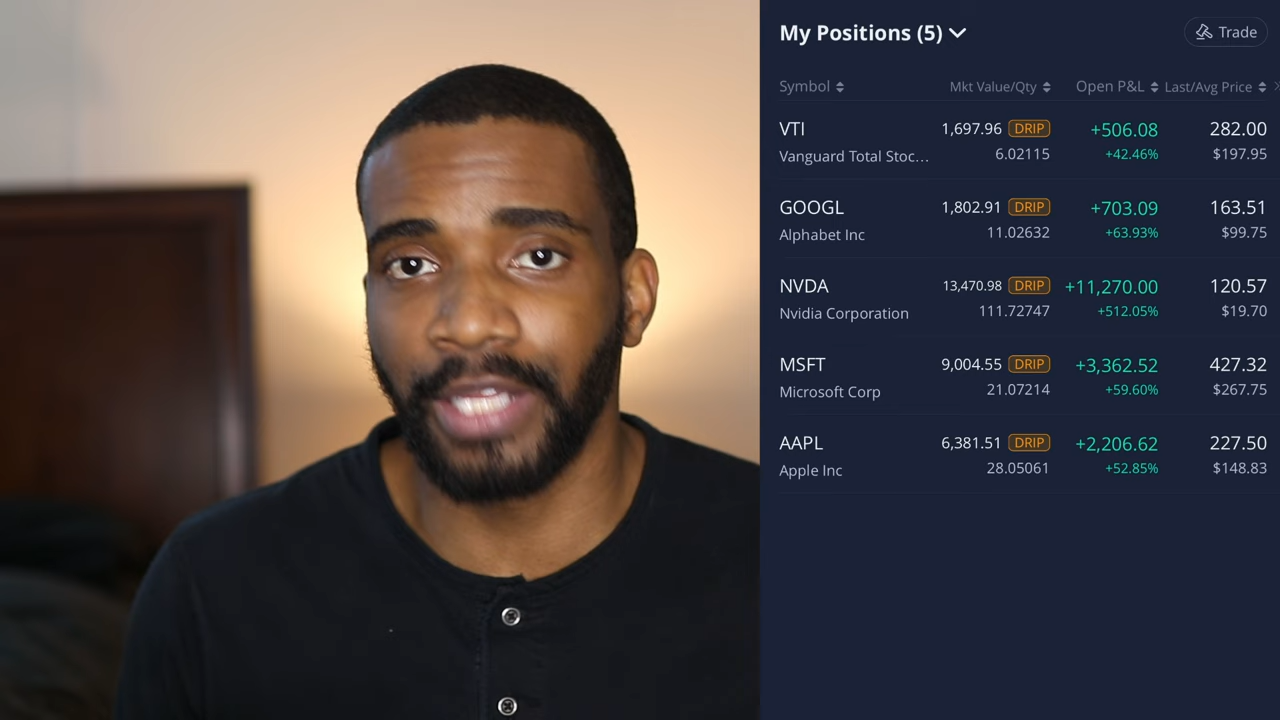 My Positions (5) Trade
Symbol Mkt Value/Qty Open P&L Last/Avg Price
VTI 1,697.96 DRIP +506.08 282.00
Vanguard Total Stoc... 6.02115 +42.46% $197.95
GOOGL 1,802.91 DRIP +703.09 163.51
Alphabet Inc 11.02632 +63.93% $99.75
NVDA 13,470.98 DRIP +11,270.00 120.57
Nvidia Corporation 111.72747 +512.05% $19.70
MSFT 9,004.55 DRIP +3,362.52 427.32
Microsoft Corp 21.07214 +59.60% $267.75
AAPL 6,381.51 DRIP +2,206.62 227.50
Apple Inc 28.05061 +52.85% $148.83